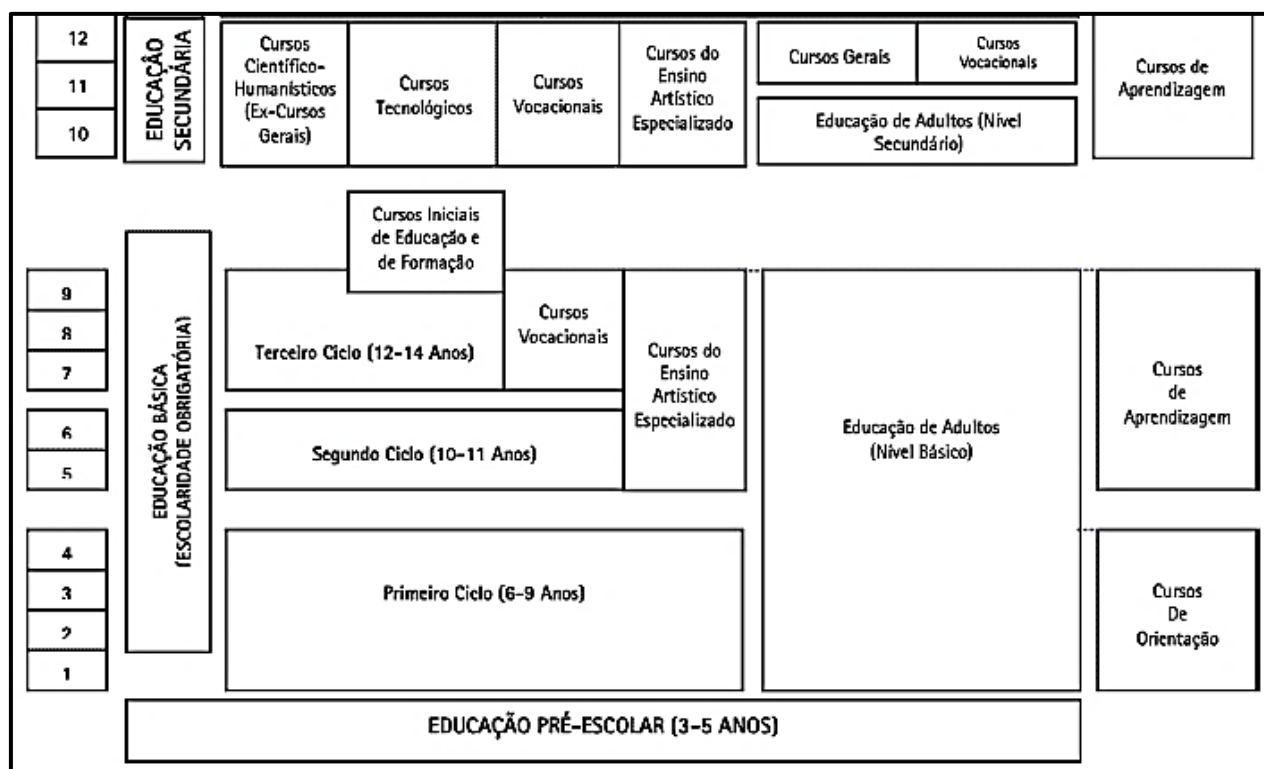 12
11
10
EDUCAÇÃO
SECUNDÁRIA
Cursos
Científico-
Humanísticos
(Ex-Cursos
Gerais)
Cursos
Tecnológicos
Cursos
Vocacionais
Cursos do
Ensino
Artístico
Especializado
Cursos Gerais
Cursos
Vocacionais
Educação de Adultos (Nível
Secundário)
Cursos de
Aprendizagem
9
8
7
6
5
4
3
2
1
EDUCAÇÃO BÁSICA
(ESCOLARIDADE OBRIGATÓRIA)
Cursos Iniciais
de Educação e
de Formação
Terceiro Ciclo (12-14 Anos)
Cursos
Vocacionais
Cursos do
Ensino
Artístico
Especializado
Segundo Ciclo (10-11 Anos)
Primeiro Ciclo (6-9 Anos)
Educação de Adultos
(Nível Básico)
Cursos
de
Aprendizagem
Cursos
De
Orientação
EDUCAÇÃO PRÉ-ESCOLAR (3-5 ANOS)